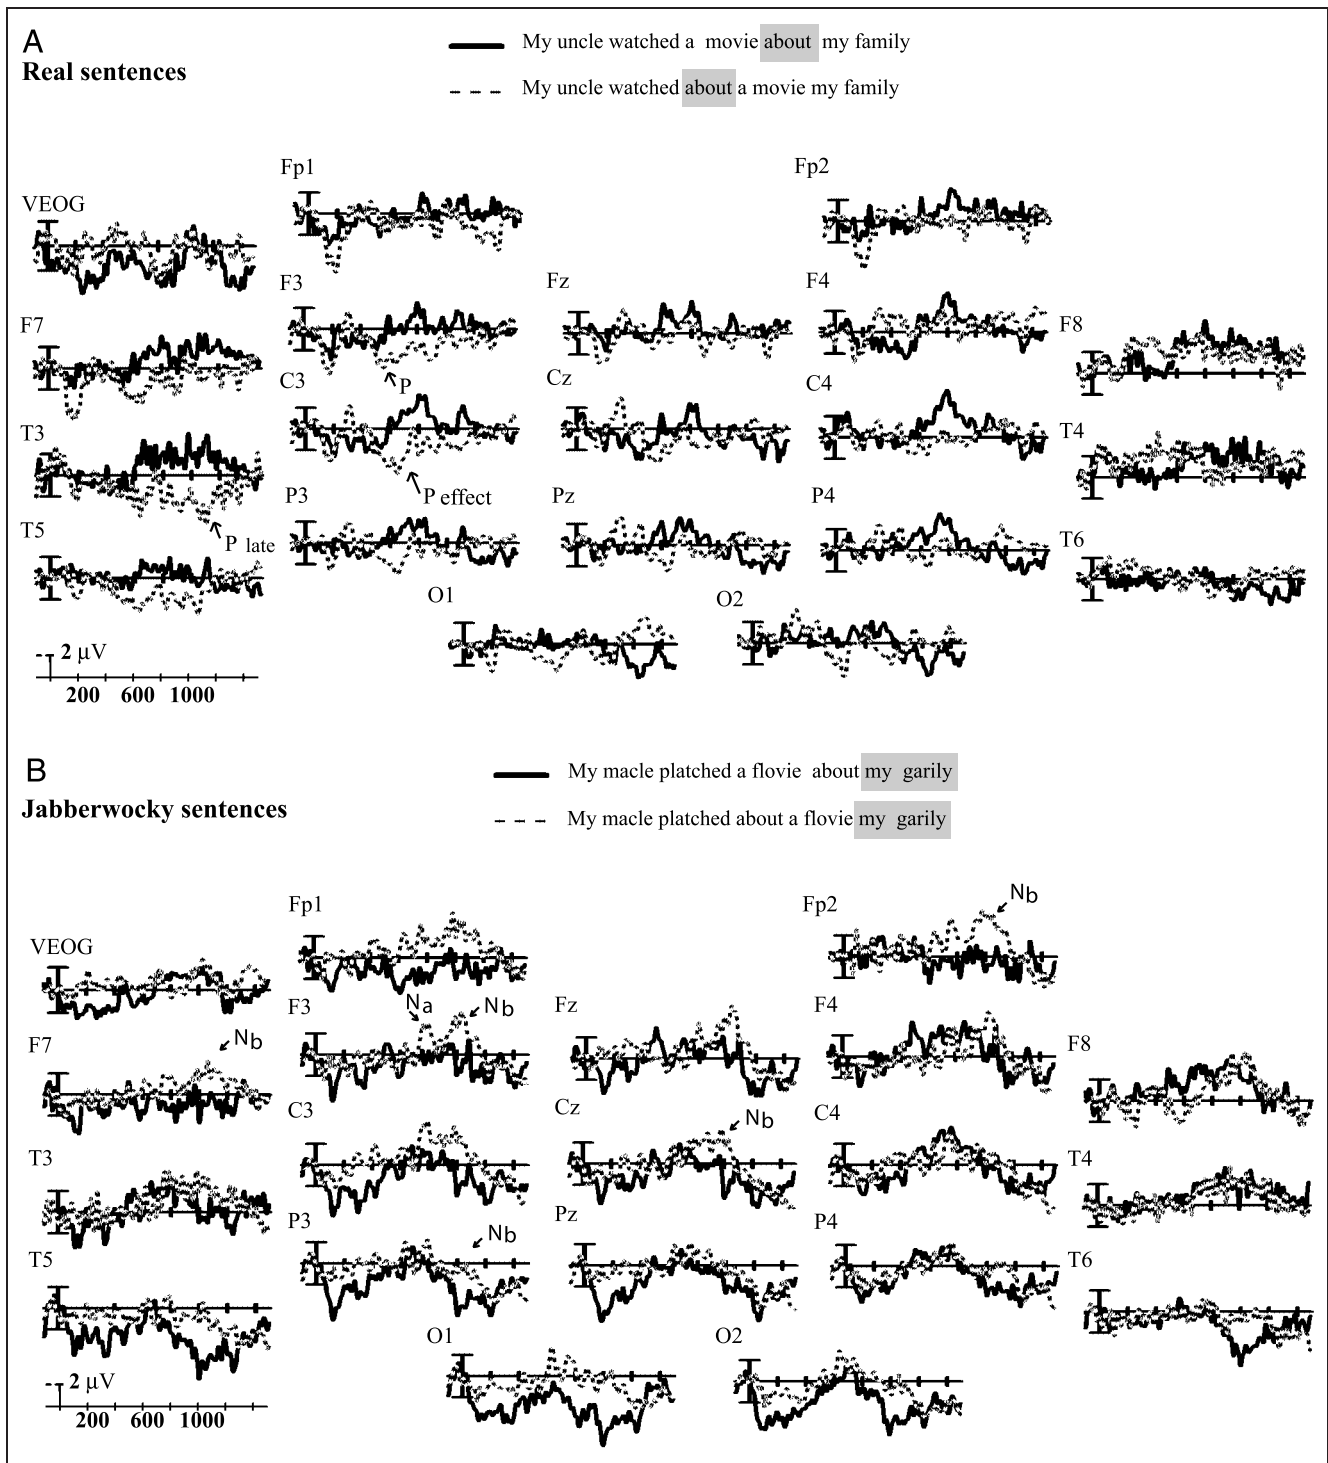 A
Real sentences
My uncle watched a movie about my family
My uncle watched about a movie my family
Fp1
Fp2
VEOG
F3
Fz
F4
F7
F8
P
C3
Cz
C4
T3
T4
P effect
P3
Pz
P4
T5
P late
T6
O1
O2
2 µV
200 600 1000
B
Jabberwocky sentences
My macle platched a flovie about my garily
My macle platched about a flovie my garily
Fp1
Fp2
Nb
VEOG
F3
Na
Nb
Fz
F4
F7
Nb
F8
C3
Cz
Nb
C4
T3
T4
P3
Nb
Pz
P4
T5
T6
O1
O2
2 µV
200 600 1000